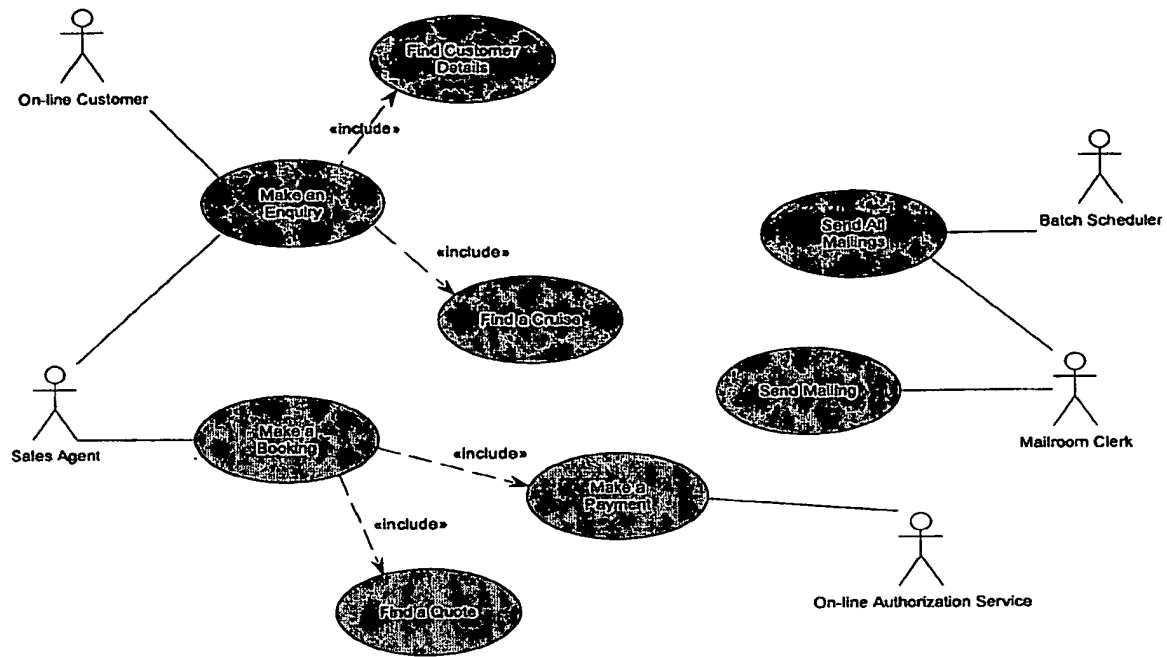 Find Customer
Details
On-line Customer
«include»
Make an
Enquiry
Send All
Mailings
Batch Scheduler
«include»
Find a Cruise
Send Mailing
Make a
Booking
Mailroom Clerk
Sales Agent
«include»
Make a
Payment
«include»
On-line Authorization Service
Find a Quote